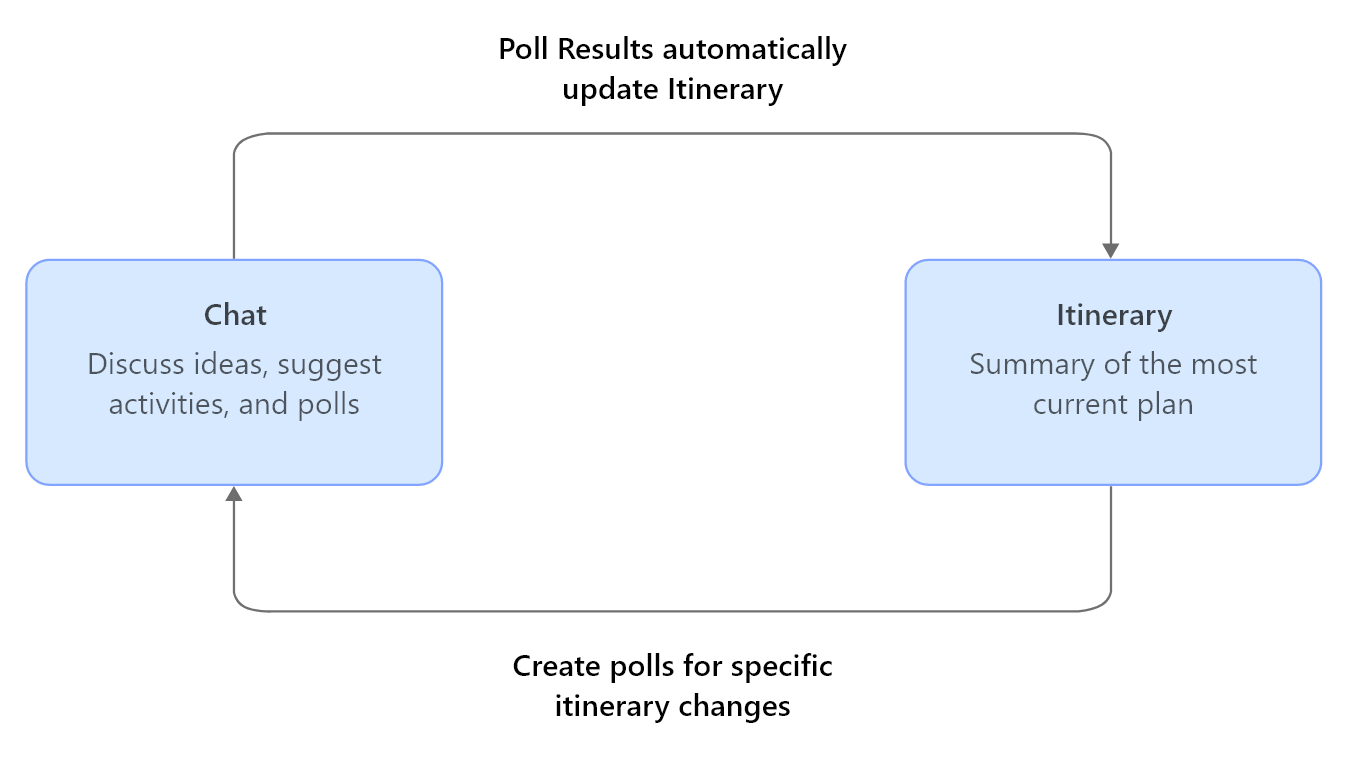 Poll Results automatically
update Itinerary
Chat
Discuss ideas, suggest
activities, and polls
Itinerary
Summary of the most
current plan
Create polls for specific
itinerary changes